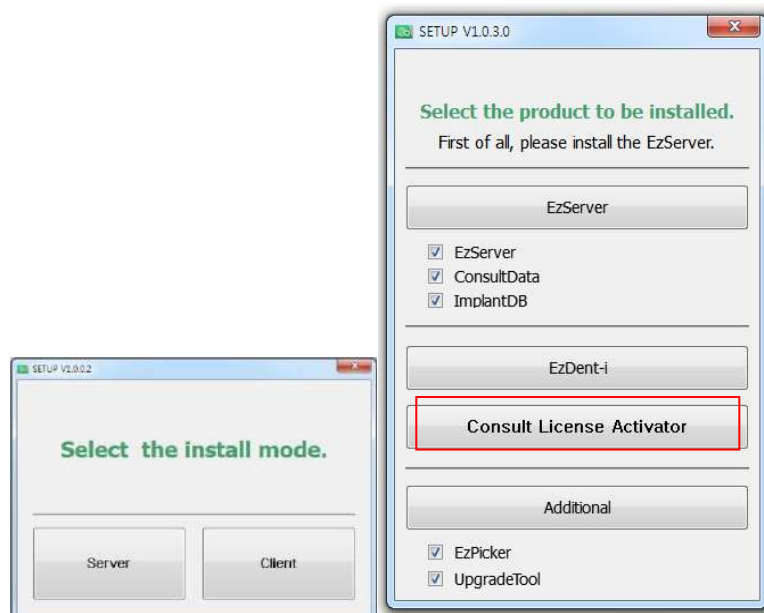 SETUP V1.0.3.0
Select the product to be installed.
First of all, please install the EzServer.
EzServer
EzServer
ConsultData
ImplantDB
EzDent-i
Consult License Activator
Additional
EzPicker
UpgradeTool
SETUP V1.0.0.2
Select the install mode.
Server
Client